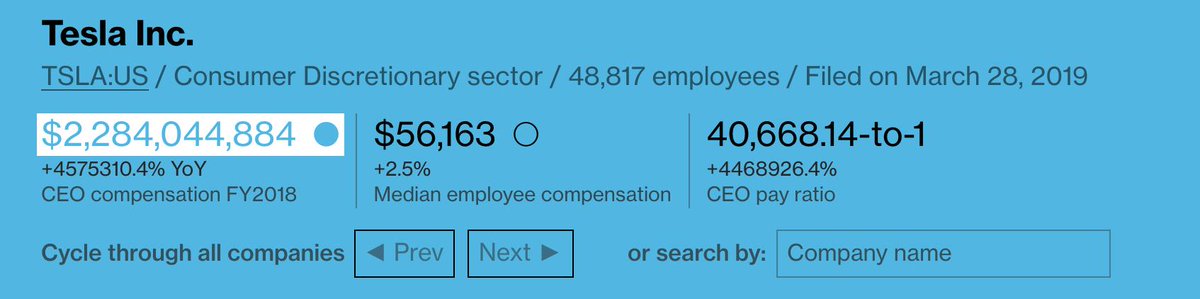 Tesla Inc.
TSLA:US / Consumer Discretionary sector / 48,817 employees / Filed on March 28, 2019
$2,284,044,884
+4575310.4% YoY
CEO compensation FY2018
$56,163
+2.5%
Median employee compensation
40,668.14-to-1
+4468926.4%
CEO pay ratio
Cycle through all companies ◄ Prev Next ► or search by: Company name